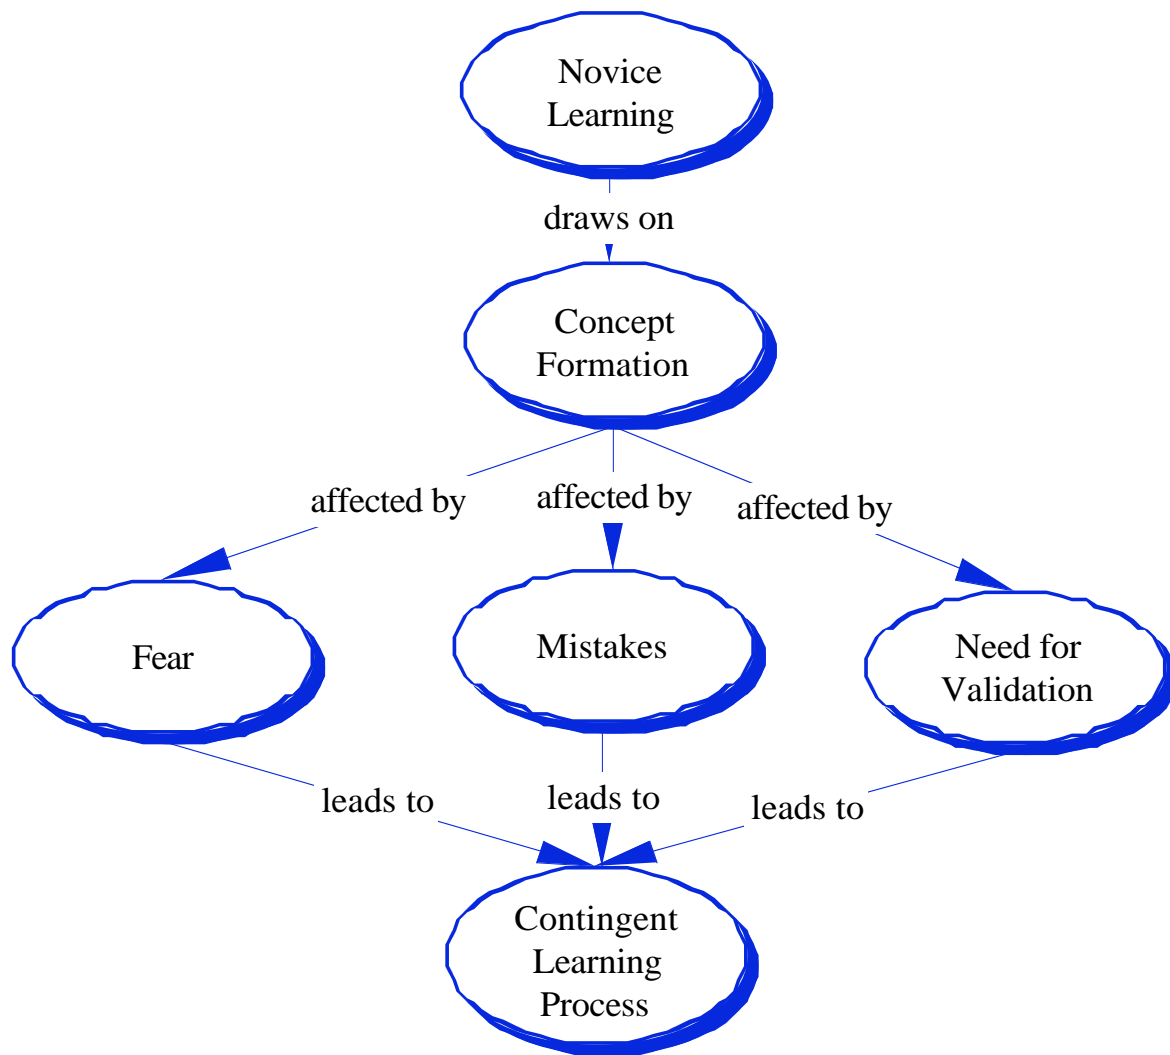 Novice
Learning
draws on
Concept
Formation
affected by
affected by
affected by
Fear
Mistakes
Need for
Validation
leads to
leads to
leads to
Contingent
Learning
Process